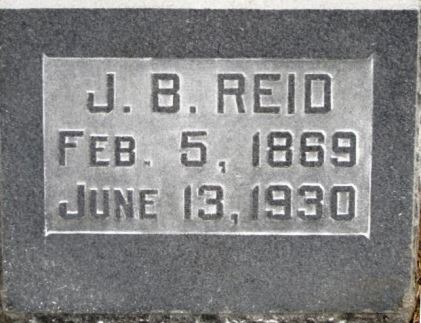 J. B. REID
FEB. 5, 1869
JUNE 13, 1930